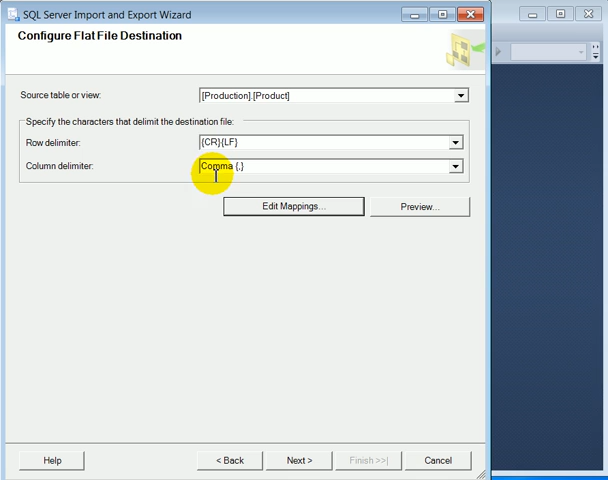 SQL Server Import and Export Wizard
Configure Flat File Destination
Source table or view:
[Production].[Product]
Specify the characters that delimit the destination file:
Row delimiter:
{CR}{LF}
Column delimiter:
Comma {,}
Edit Mappings...
Preview...
Help
< Back
Next >
Finish >>|
Cancel